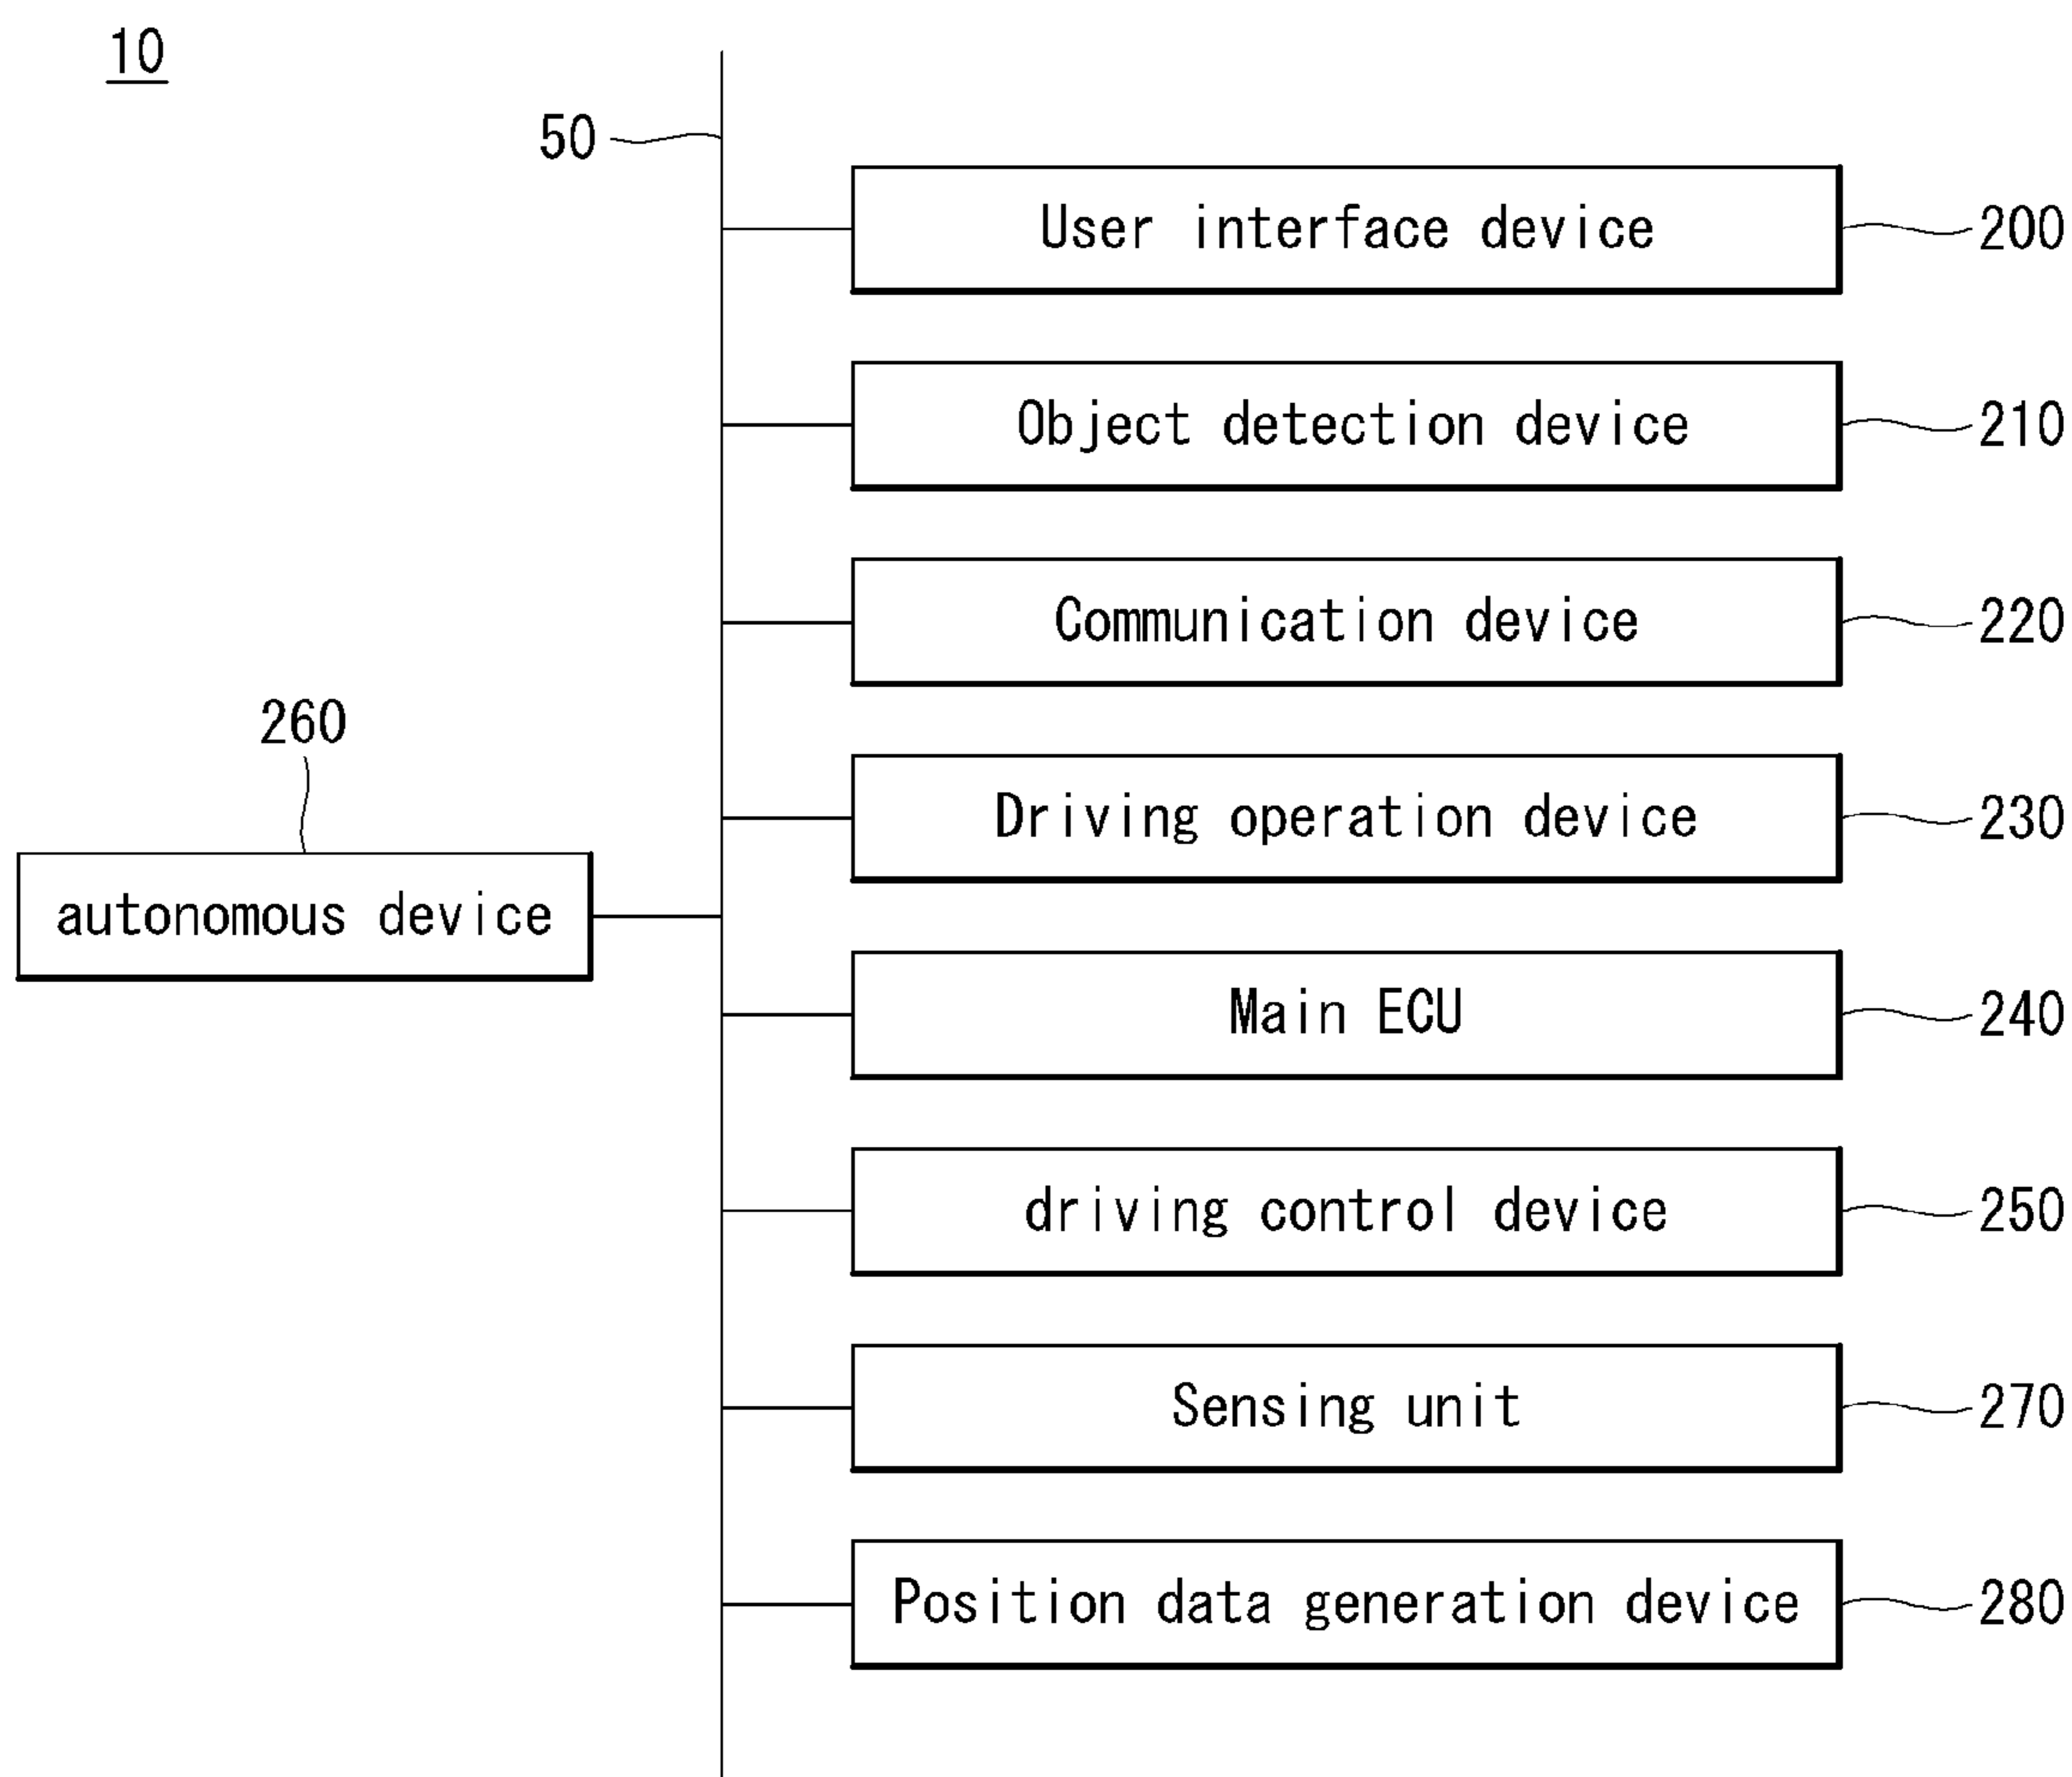 10
50
User interface device
200
Object detection device
210
Communication device
220
260
Driving operation device
230
autonomous device
Main ECU
240
driving control device
250
Sensing unit
270
Position data generation device
280